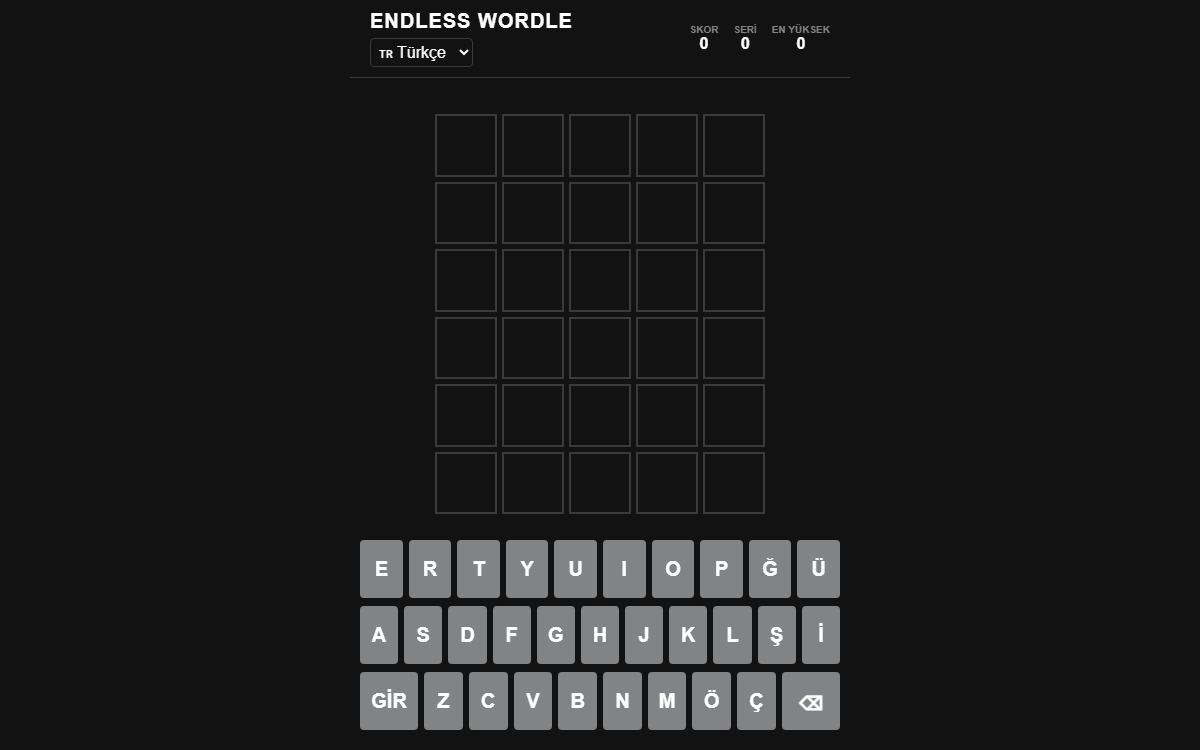 ENDLESS WORDLE
TR Türkçe
SKOR SERİ EN YÜKSEK
0 0 0
E R T Y U I O P Ğ Ü
A S D F G H J K L Ş İ
GİR Z C V B N M Ö Ç